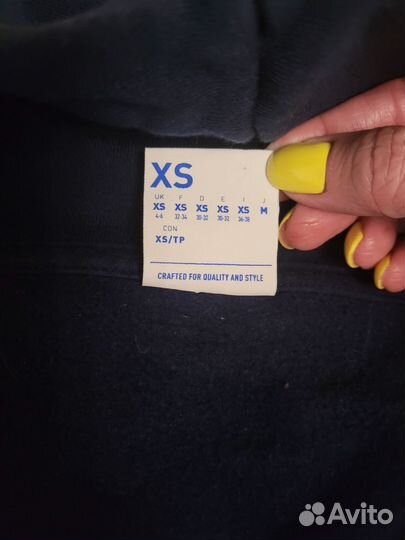 XS
UK F D E I J
XS XS XS XS XS M
4-6 32-34 30-32 30-32 36-38
CDN
XS/TP
CRAFTED FOR QUALITY AND STYLE
Avito